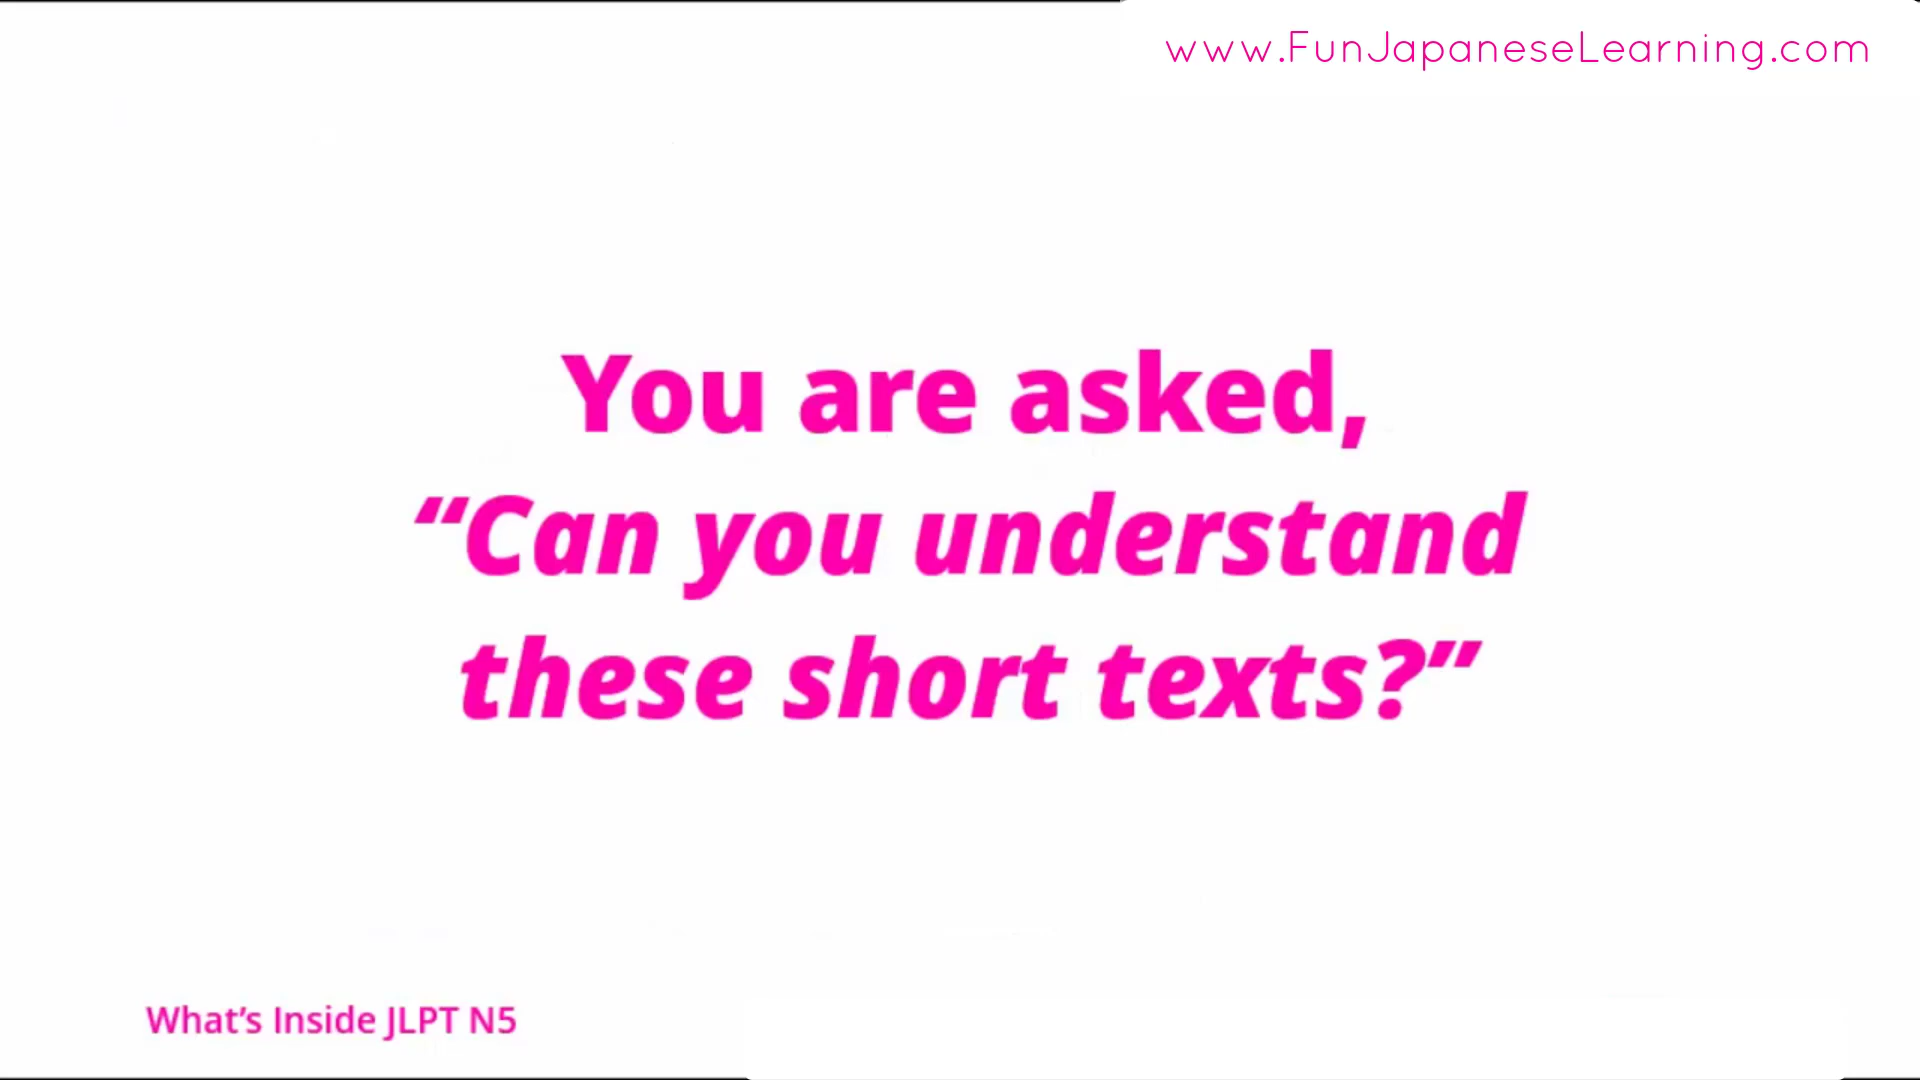 www.FunJapaneseLearning.com
You are asked,
“Can you understand
these short texts?”
What’s Inside JLPT N5